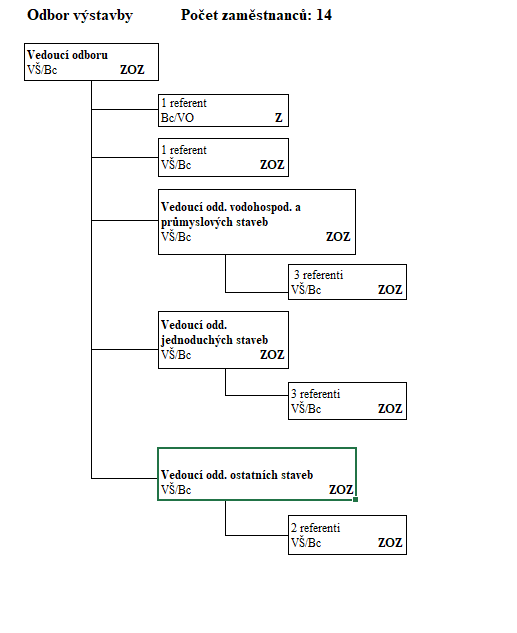 Odbor výstavby Počet zaměstnanců: 14
Vedoucí odboru
VŠ/Bc ZOZ
1 referent
Bc/VO Z
1 referent
VŠ/Bc ZOZ
Vedoucí odd. vodohospod. a
průmyslových staveb
VŠ/Bc ZOZ
3 referenti
VŠ/Bc ZOZ
Vedoucí odd.
jednoduchých staveb
VŠ/Bc ZOZ
3 referenti
VŠ/Bc ZOZ
Vedoucí odd. ostatních staveb
VŠ/Bc ZOZ
2 referenti
VŠ/Bc ZOZ